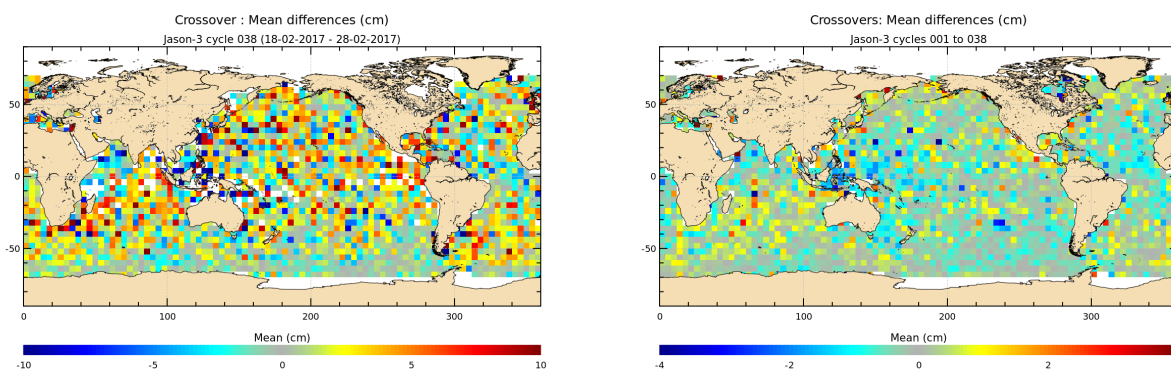 Crossover : Mean differences (cm)
Jason-3 cycle 038 (18-02-2017 - 28-02-2017)
50
0
-50
0 100 200 300
Mean (cm)
-10 -5 0 5 10
Crossovers: Mean differences (cm)
Jason-3 cycles 001 to 038
50
0
-50
0 100 200 300
Mean (cm)
-4 -2 0 2